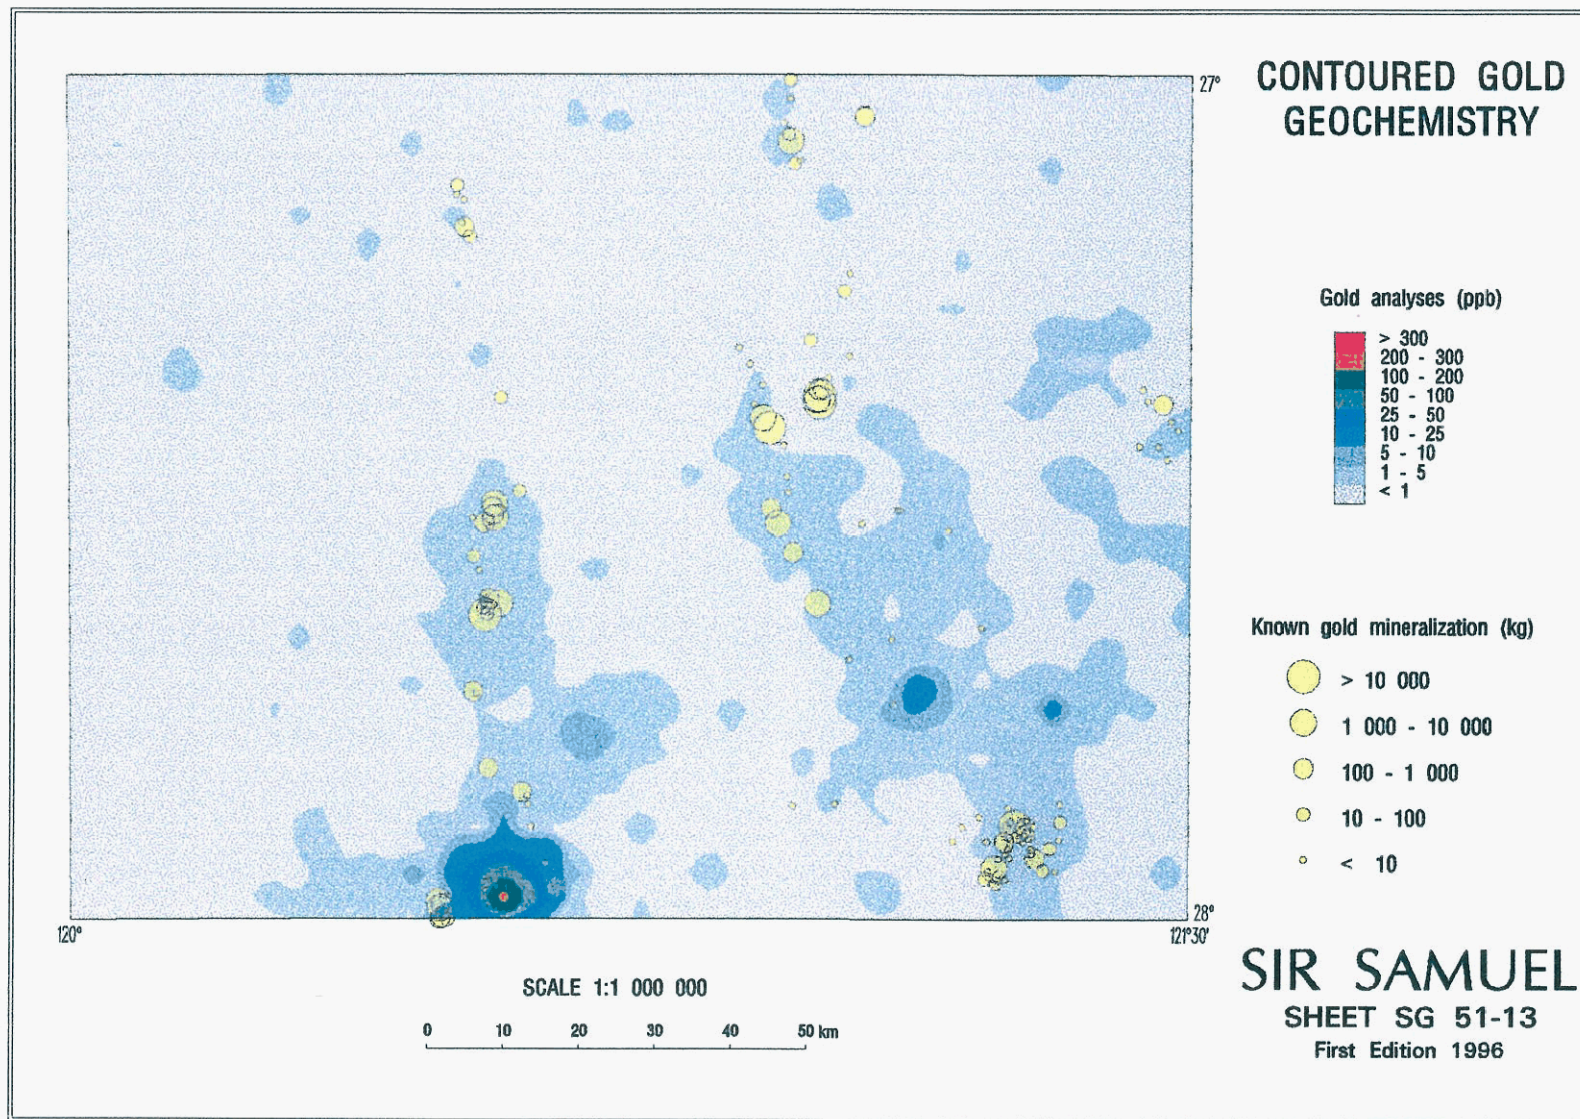 CONTOURED GOLD
GEOCHEMISTRY
27°
Gold analyses (ppb)
> 300
200 - 300
100 - 200
50 - 100
25 - 50
10 - 25
5 - 10
1 - 5
< 1
Known gold mineralization (kg)
> 10 000
1 000 - 10 000
100 - 1 000
10 - 100
< 10
28°
120°
121°30'
SCALE 1:1 000 000
0 10 20 30 40 50 km
SIR SAMUEL
SHEET SG 51-13
First Edition 1996